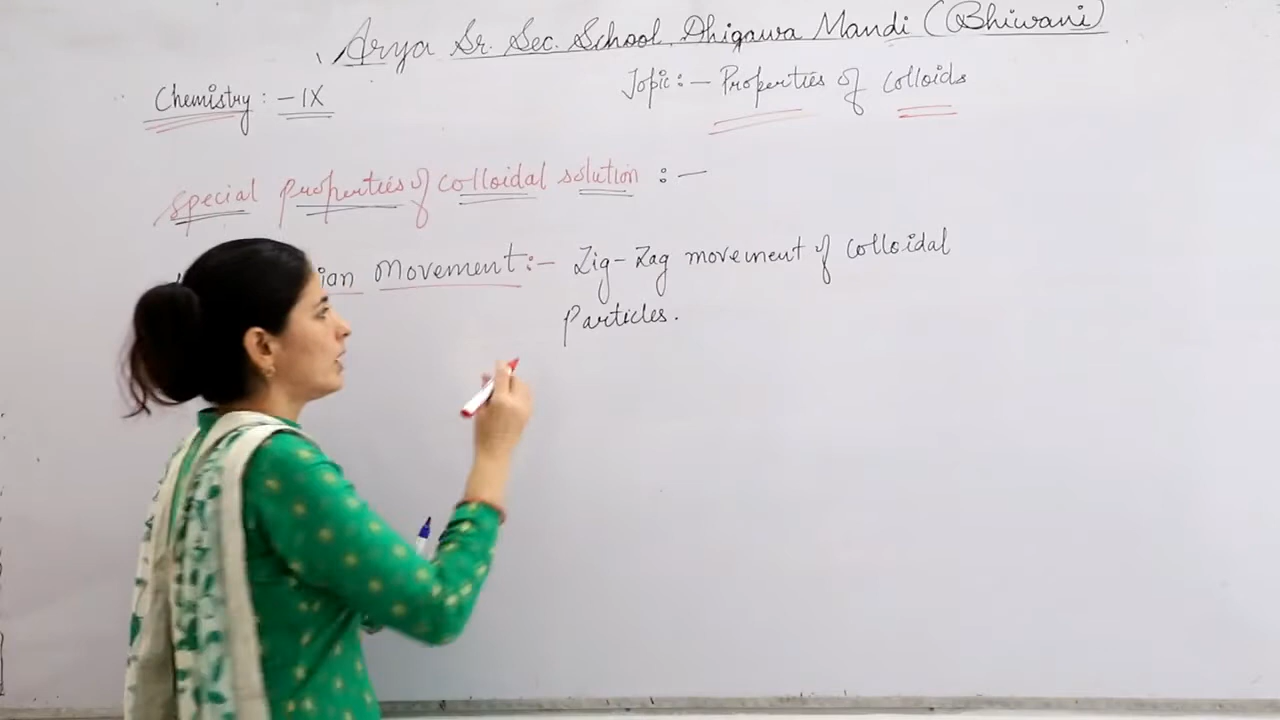 Arya Sr. Sec. School Dhigawa Mandi (Bhiwani)
Chemistry : - IX
Topic :- Properties of Colloids
Special Properties of colloidal solution :-
ian Movement :- Zig-Zag movement of colloidal
Particles.